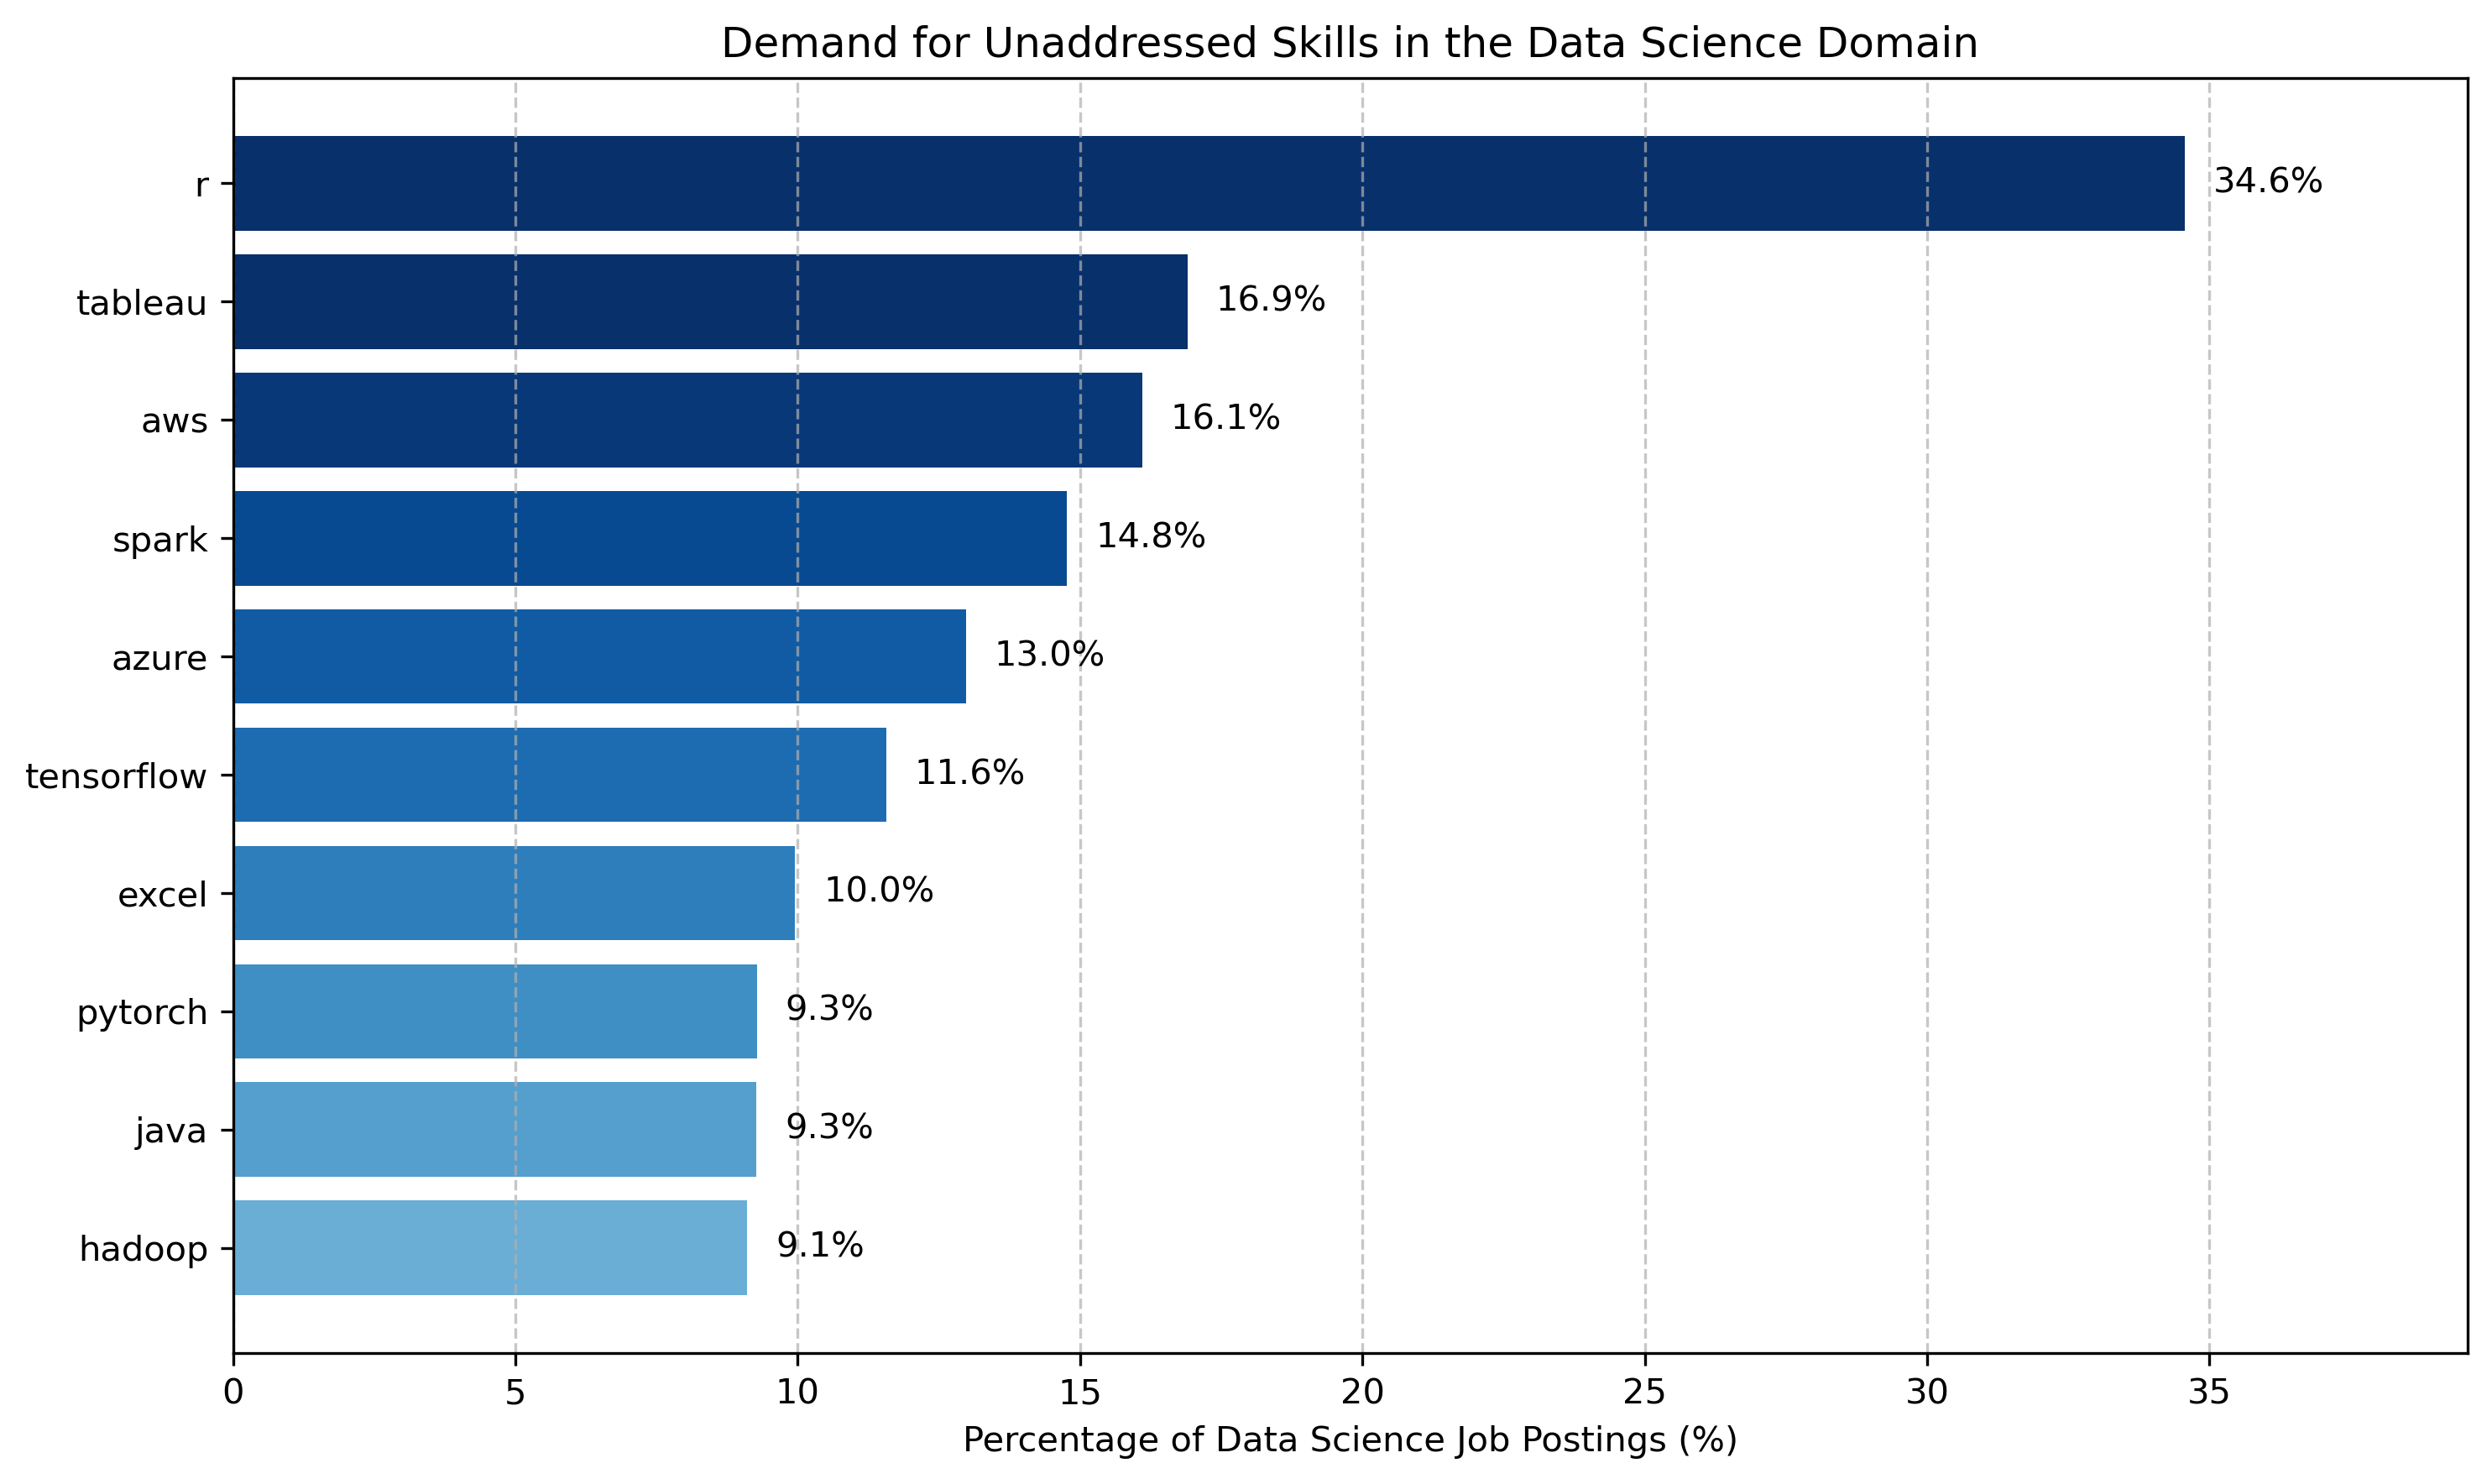 Demand for Unaddressed Skills in the Data Science Domain
r 34.6%
tableau 16.9%
aws 16.1%
spark 14.8%
azure 13.0%
tensorflow 11.6%
excel 10.0%
pytorch 9.3%
java 9.3%
hadoop 9.1%
0 5 10 15 20 25 30 35
Percentage of Data Science Job Postings (%)